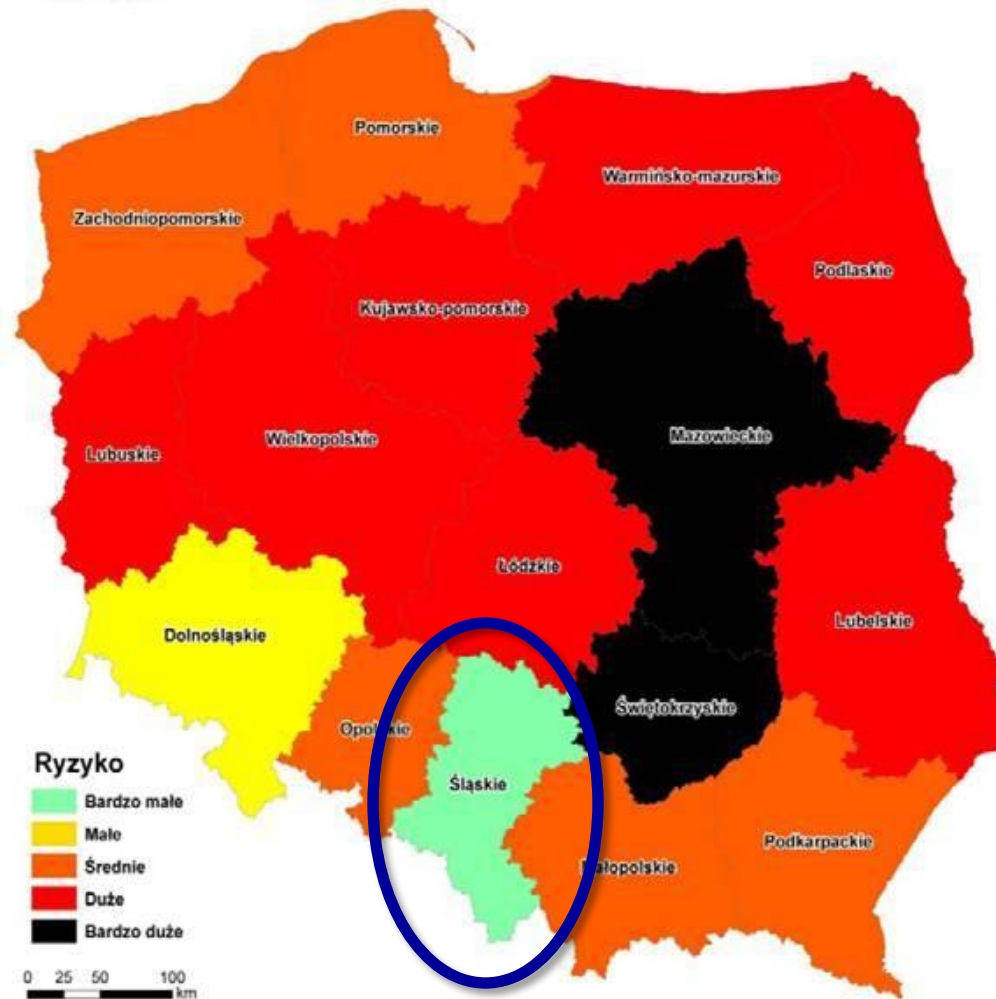 Pomorskie
Warmińsko-mazurskie
Zachodniopomorskie
Podlaskie
Kujawsko-pomorskie
Mazowieckie
Wielkopolskie
Lubuskie
Łódzkie
Lubelskie
Dolnośląskie
Świętokrzyskie
Opolskie
Śląskie
Podkarpackie
Małopolskie
Ryzyko
Bardzo małe
Małe
Średnie
Duże
Bardzo duże
0 25 50 100
km